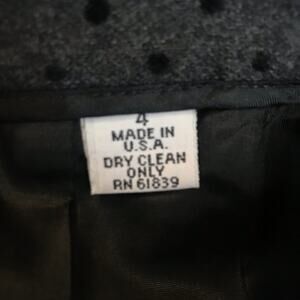 4
MADE IN
U.S.A.
DRY CLEAN
ONLY
RN 61839